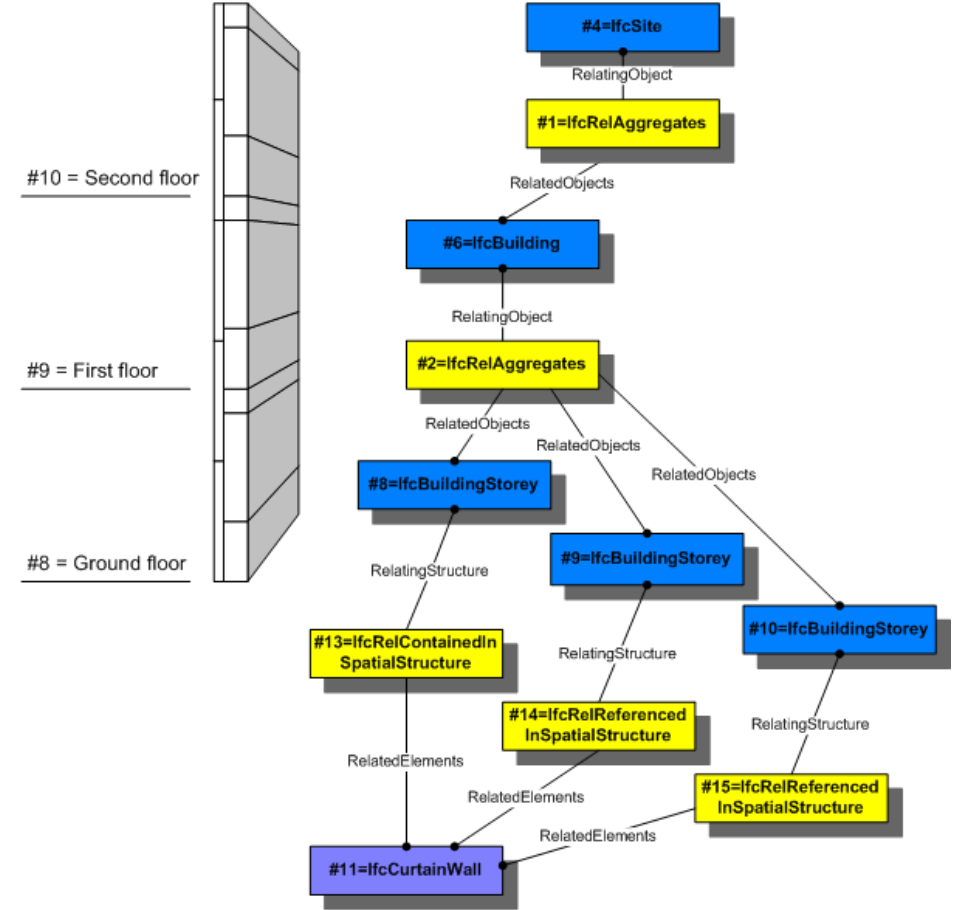 #4=IfcSite
RelatingObject
#1=IfcRelAggregates
#10 = Second floor
RelatedObjects
#6=IfcBuilding
RelatingObject
#9 = First floor
#2=IfcRelAggregates
RelatedObjects
RelatedObjects
RelatedObjects
#8=IfcBuildingStorey
#8 = Ground floor
#9=IfcBuildingStorey
RelatingStructure
#10=IfcBuildingStorey
#13=IfcRelContainedIn
SpatialStructure
RelatingStructure
#14=IfcRelReferenced
InSpatialStructure
RelatingStructure
RelatedElements
#15=IfcRelReferenced
InSpatialStructure
RelatedElements
RelatedElements
#11=IfcCurtainWall